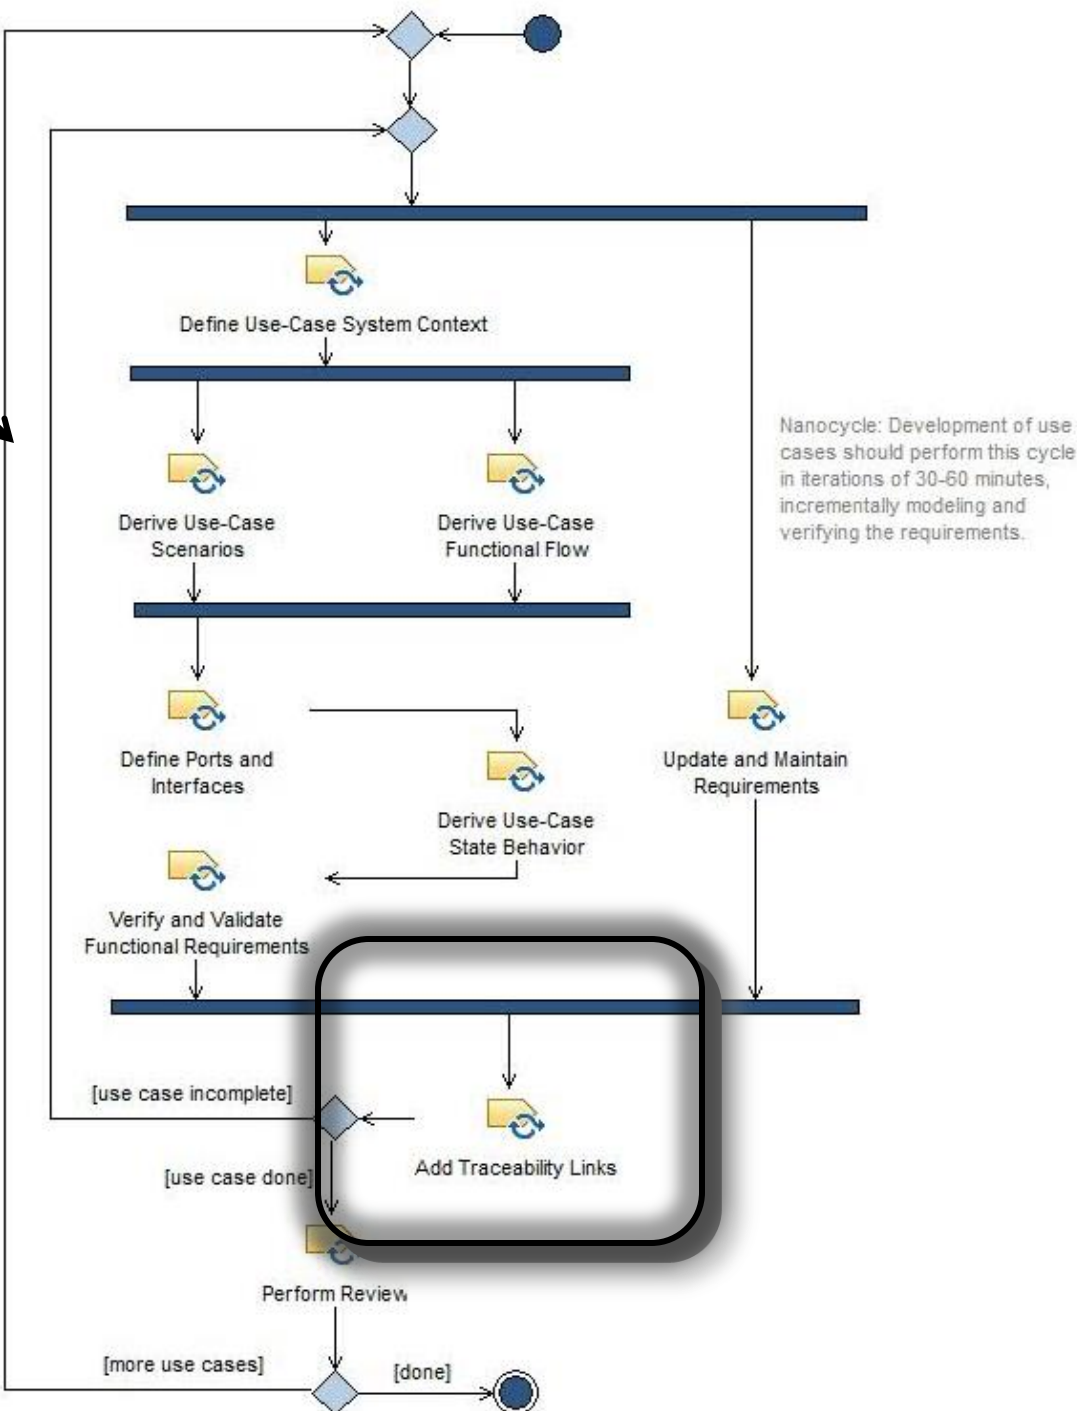 Define Use-Case System Context
Nanocycle: Development of use
cases should perform this cycle
in iterations of 30-60 minutes,
incrementally modeling and
verifying the requirements.
Derive Use-Case
Scenarios
Derive Use-Case
Functional Flow
Define Ports and
Interfaces
Update and Maintain
Requirements
Derive Use-Case
State Behavior
Verify and Validate
Functional Requirements
[use case incomplete]
Add Traceability Links
[use case done]
Perform Review
[more use cases]
[done]